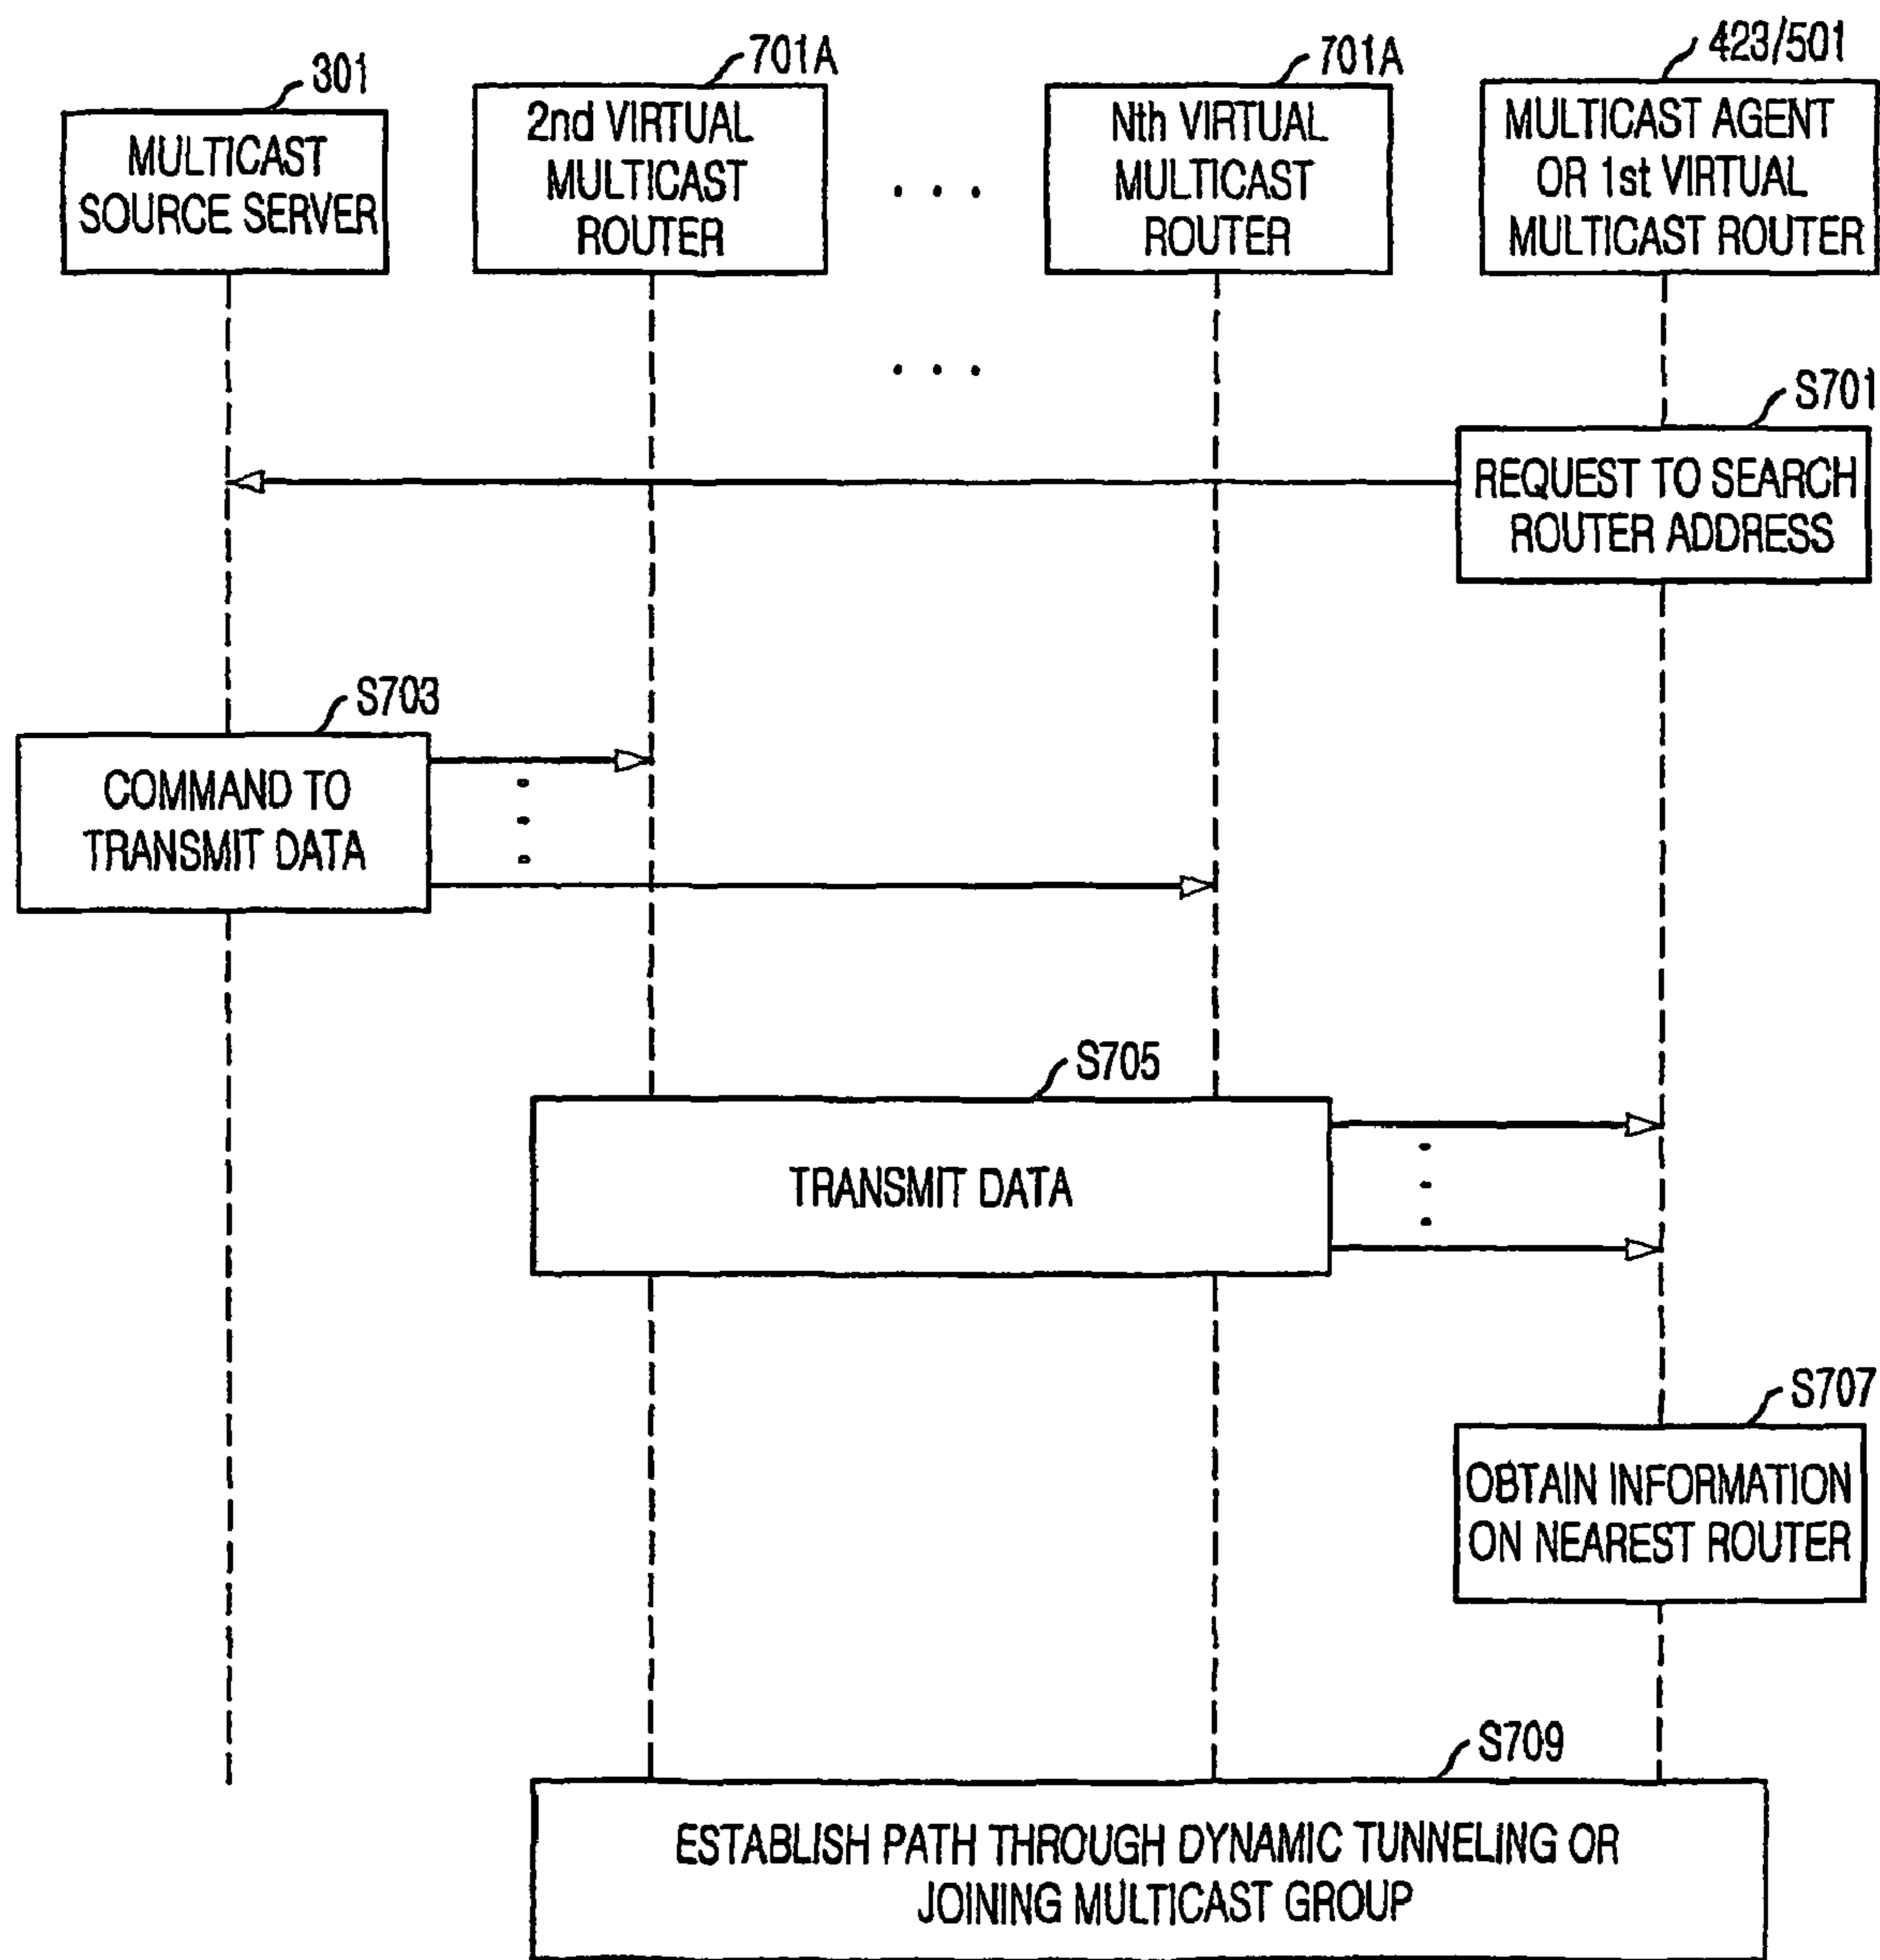 301
MULTICAST
SOURCE SERVER
701A
2nd VIRTUAL
MULTICAST
ROUTER
. . .
701A
Nth VIRTUAL
MULTICAST
ROUTER
423/501
MULTICAST AGENT
OR 1st VIRTUAL
MULTICAST ROUTER
. . .
S701
REQUEST TO SEARCH
ROUTER ADDRESS
S703
COMMAND TO
TRANSMIT DATA
S705
TRANSMIT DATA
S707
OBTAIN INFORMATION
ON NEAREST ROUTER
S709
ESTABLISH PATH THROUGH DYNAMIC TUNNELING OR
JOINING MULTICAST GROUP